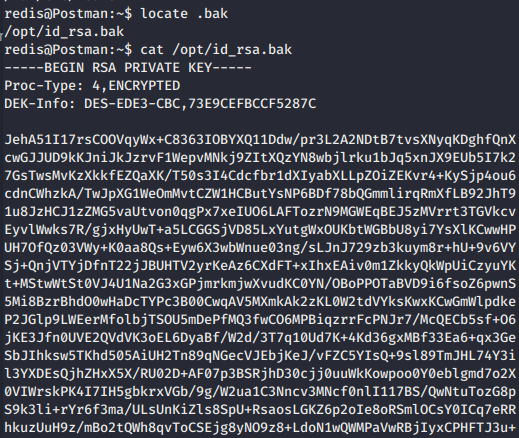 redis@Postman:~$ locate .bak
/opt/id_rsa.bak
redis@Postman:~$ cat /opt/id_rsa.bak
-----BEGIN RSA PRIVATE KEY-----
Proc-Type: 4,ENCRYPTED
DEK-Info: DES-EDE3-CBC,73E9CEFBCCF5287C
JehA51I17rsCOOVqyWx+C8363IOBYXQ11Ddw/pr3L2A2NDtB7tvsXNyqKDghfQnX
cwGJJUD9kKJniJkJzrvF1WepvMNkj9ZItXQzYN8wbjlrku1bJq5xnJX9EUb5I7k2
7GsTwsMvKzXkkfEZQaXK/T50s3I4Cdcfbr1dXIyabXLLpZOiZEKvr4+KySjp4ou6
cdnCWhzkA/TwJpXG1WeOmMvtCZW1HCButYsNP6BDf78bQGmmlirqRmXfLB92JhT9
1u8JzHCJ1zZMG5vaUtvon0qgPx7xeIUO6LAFTozrN9MGWEqBEJ5zMVrrt3TGVkcv
EyvlWwks7R/gjxHyUwT+a5LCGGSjVD85LxYutgWxOUKbtWGBbU8yi7YsXlKCwwHP
UH7OfQz03VWy+K0aa8Qs+Eyw6X3wbWnue03ng/sLJnJ729zb3kuym8r+hU+9v6VY
Sj+QnjVTYjDfnT22jJBUHTV2yrKeAz6CXdFT+xIhxEAiv0m1ZkkyQkWpUiCzyuYK
t+MStwWtSt0VJ4U1Na2G3xGPjmrkmjwXvudKC0YN/OBoPPOTaBVD9i6fsoZ6pwnS
5Mi8BzrBhdO0wHaDcTYPc3B00CwqAV5MXmkAk2zKL0W2tdVYksKwxKCwGmWlpdke
P2JGlp9LWEerMfolbjTSOU5mDePfMQ3fwCO6MPBiqzrrFcPNJr7/McQECb5sf+O6
jKE3Jfn0UVE2QVdVK3oEL6DyaBf/W2d/3T7q10Ud7K+4Kd36gxMBf33Ea6+qx3Ge
SbJIhksw5TKhd505AiUH2Tn89qNGecVJEbjKeJ/vFZC5YIsQ+9sl89TmJHL74Y3i
l3YXDEsQjhZHxX5X/RU02D+AF07p3BSRjhD30cjj0uuWkKowpoo0Y0eblgmd7o2X
0VIWrskPK4I7IH5gbkrxVGb/9g/W2ua1C3Nncv3MNcf0nlI117BS/QwNtuTozG8p
S9k3li+rYr6f3ma/ULsUnKiZls8SpU+RsaosLGKZ6p2oIe8oRSmlOCsY0ICq7eRR
hkuzUuH9z/mBo2tQWh8qvToCSEjg8yNO9z8+LdoN1wQWMPaVwRBjIyxCPHFTJ3u+